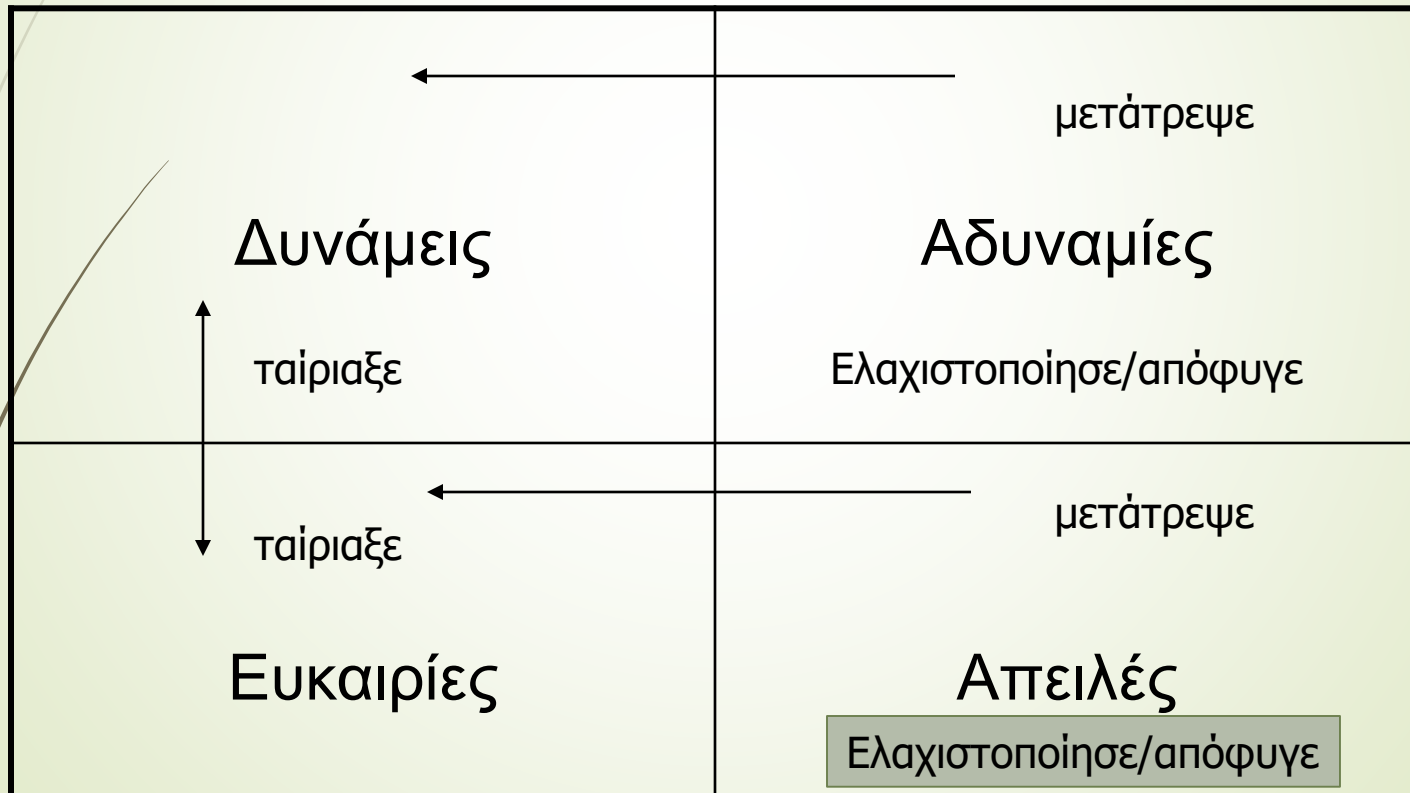 μετάτρεψε
Δυνάμεις
Αδυναμίες
ταίριαξε
Ελαχιστοποίησε/απόφυγε
ταίριαξε
μετάτρεψε
Ευκαιρίες
Απειλές
Ελαχιστοποίησε/απόφυγε